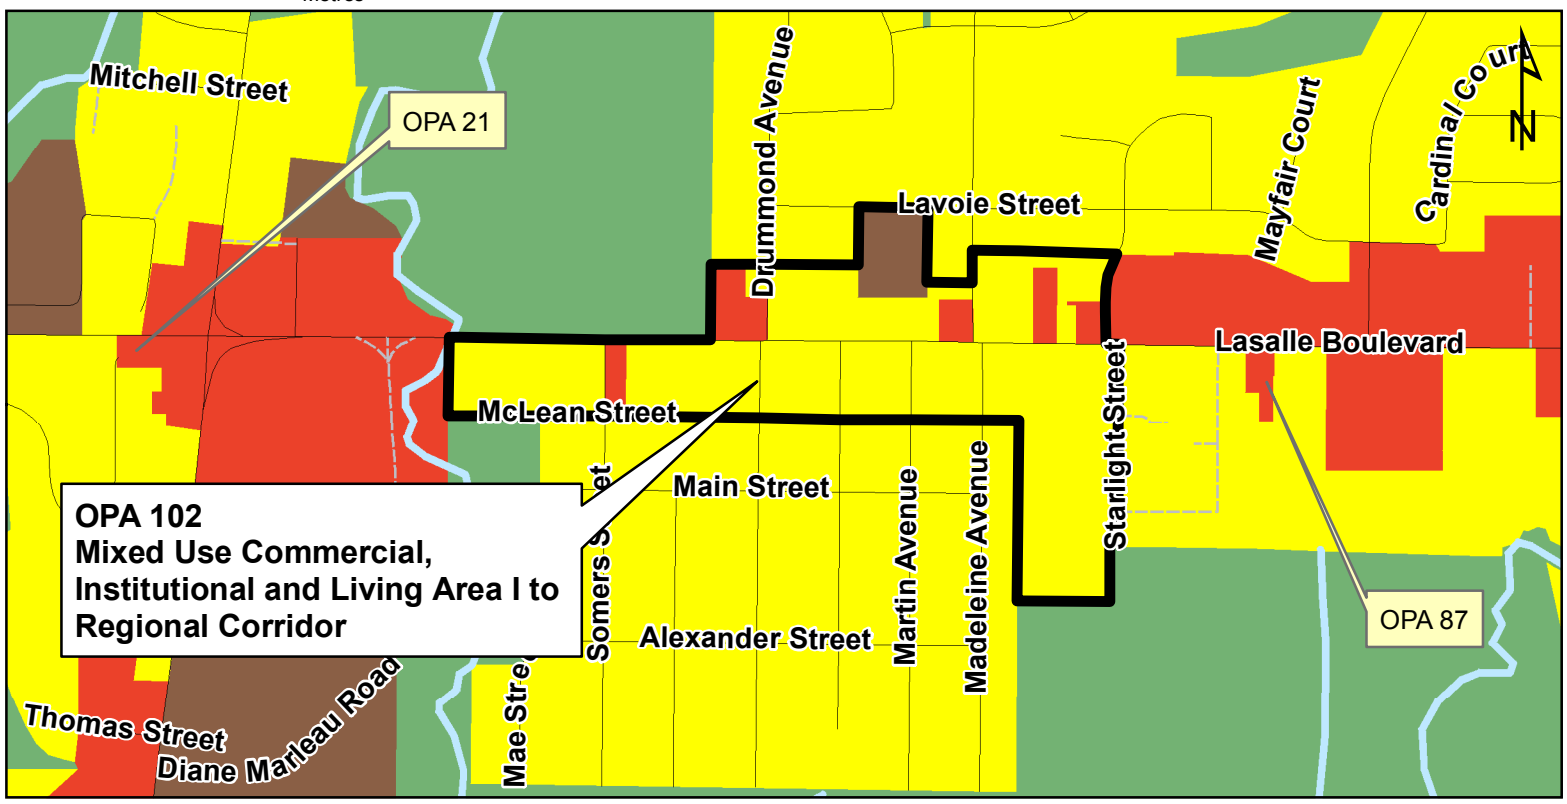 metres
Mitchell Street
OPA 21
Drummond Avenue
Lavoie Street
Mayfair Court
Cardinal Court
N
Lasalle Boulevard
McLean Street
Starlight Street
Main Street
OPA 102
Mixed Use Commercial,
Institutional and Living Area I to
Regional Corridor
Somers Street
Martin Avenue
Madeleine Avenue
OPA 87
Alexander Street
Mae Stree
Thomas Street
Diane Marleau Road